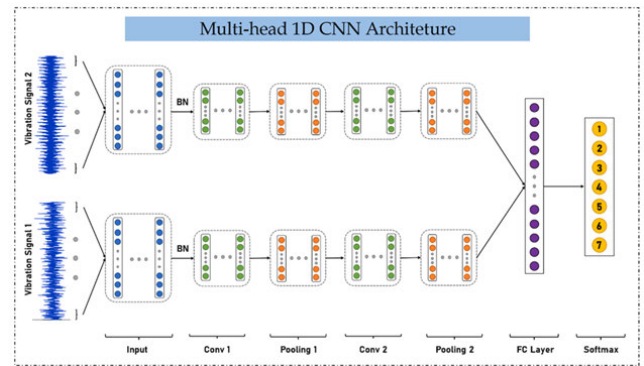 Multi-head 1D CNN Architeture
Vibration Signal 2
BN
Vibration Signal 1
BN
1
2
3
4
5
6
7
Input
Conv 1
Pooling 1
Conv 2
Pooling 2
FC Layer
Softmax